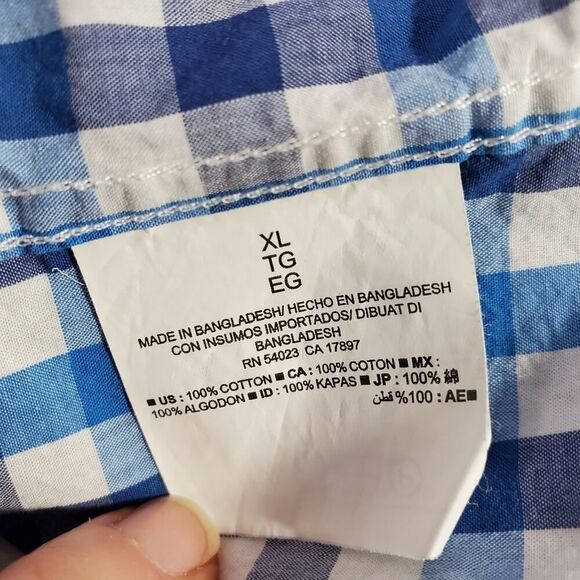 XL
TG
EG
MADE IN BANGLADESH/ HECHO EN BANGLADESH
CON INSUMOS IMPORTADOS/ DIBUAT DI
BANGLADESH
RN 54023 CA 17897
■ US : 100% COTTON ■ CA : 100% COTON ■ MX :
100% ALGODON ■ ID : 100% KAPAS ■ JP : 100% 綿
■ AE : 100% قطن